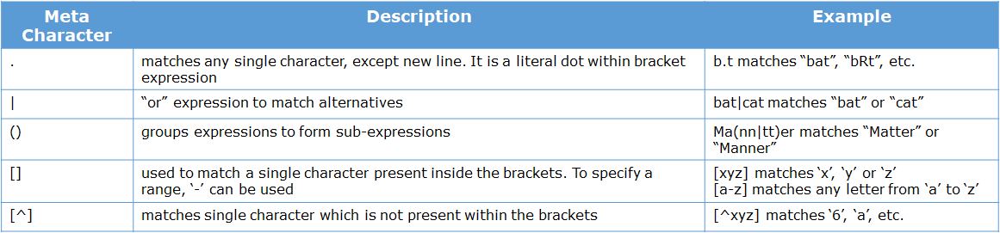 Meta
Character
Description
Example
.
matches any single character, except new line. It is a literal dot within bracket
expression
b.t matches “bat”, “bRt”, etc.
|
“or” expression to match alternatives
bat|cat matches “bat” or “cat”
()
groups expressions to form sub-expressions
Ma(nn|tt)er matches “Matter” or
“Manner”
[]
used to match a single character present inside the brackets. To specify a
range, ‘-’ can be used
[xyz] matches ‘x’, ‘y’ or ‘z’
[a-z] matches any letter from ‘a’ to ‘z’
[^]
matches single character which is not present within the brackets
[^xyz] matches ‘6’, ‘a’, etc.